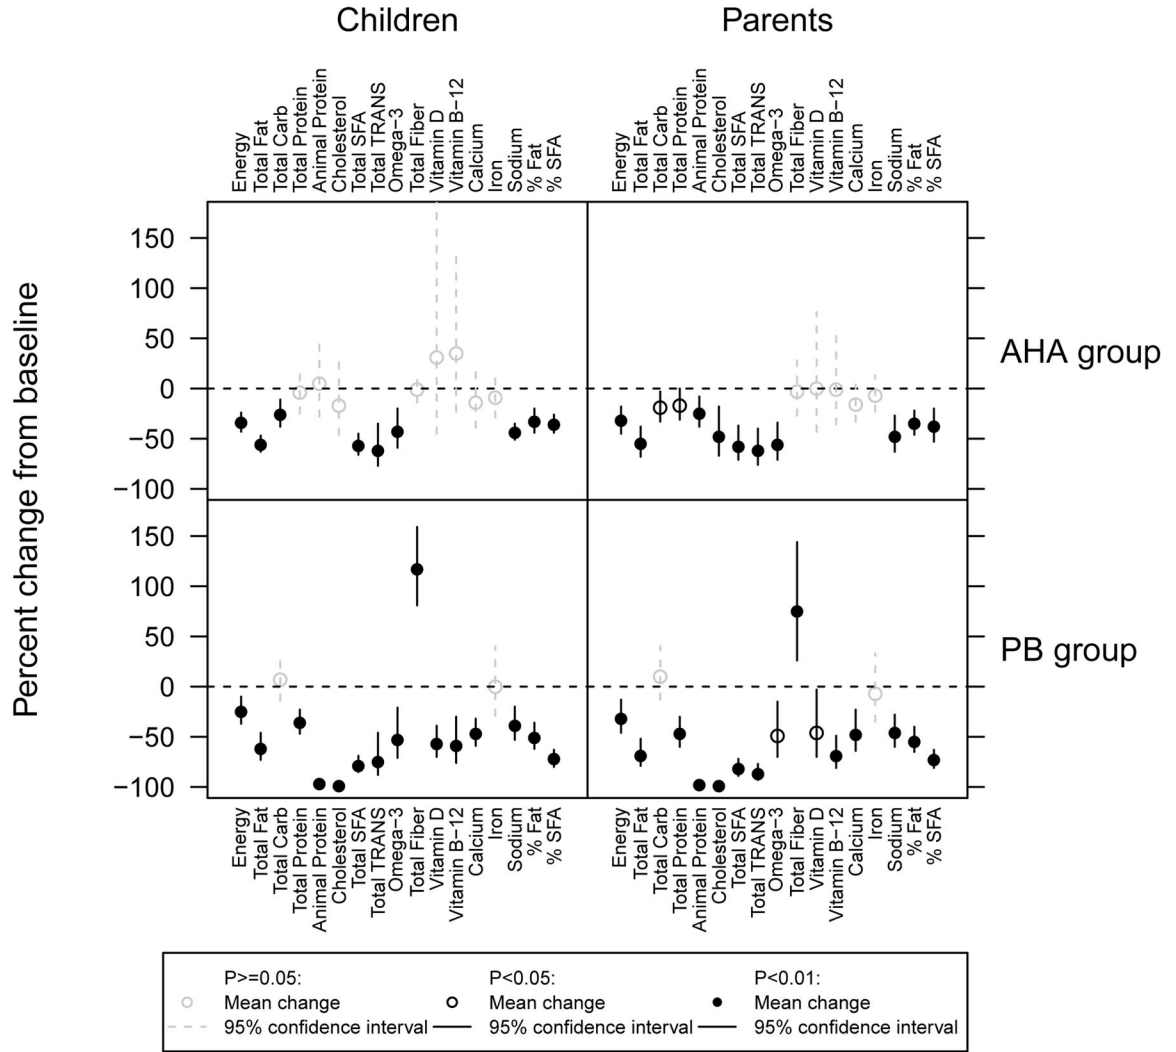 Children Parents
Energy
Total Fat
Total Carb
Total Protein
Animal Protein
Cholesterol
Total SFA
Total TRANS
Omega−3
Total Fiber
Vitamin D
Vitamin B−12
Calcium
Iron
Sodium
% Fat
% SFA
Energy
Total Fat
Total Carb
Total Protein
Animal Protein
Cholesterol
Total SFA
Total TRANS
Omega−3
Total Fiber
Vitamin D
Vitamin B−12
Calcium
Iron
Sodium
% Fat
% SFA
Percent change from baseline
150
100
50
0
−50
−100
AHA group
150
100
50
0
−50
−100
PB group
Energy
Total Fat
Total Carb
Total Protein
Animal Protein
Cholesterol
Total SFA
Total TRANS
Omega−3
Total Fiber
Vitamin D
Vitamin B−12
Calcium
Iron
Sodium
% Fat
% SFA
Energy
Total Fat
Total Carb
Total Protein
Animal Protein
Cholesterol
Total SFA
Total TRANS
Omega−3
Total Fiber
Vitamin D
Vitamin B−12
Calcium
Iron
Sodium
% Fat
% SFA
P>=0.05: P<0.05: P<0.01:
Mean change Mean change Mean change
95% confidence interval 95% confidence interval 95% confidence interval